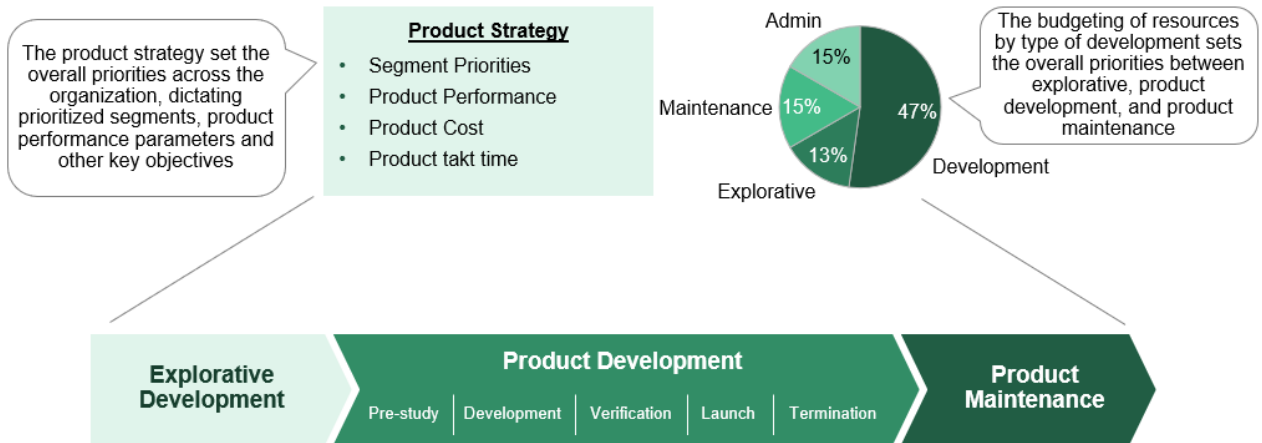 The product strategy set the
overall priorities across the
organization, dictating
prioritized segments, product
performance parameters and
other key objectives
Product Strategy
• Segment Priorities
• Product Performance
• Product Cost
• Product takt time
Admin
15%
Maintenance
15%
47%
13%
Explorative
Development
The budgeting of resources
by type of development sets
the overall priorities between
explorative, product
development, and product
maintenance
Explorative
Development
Product Development
Pre-study
Development
Verification
Launch
Termination
Product
Maintenance